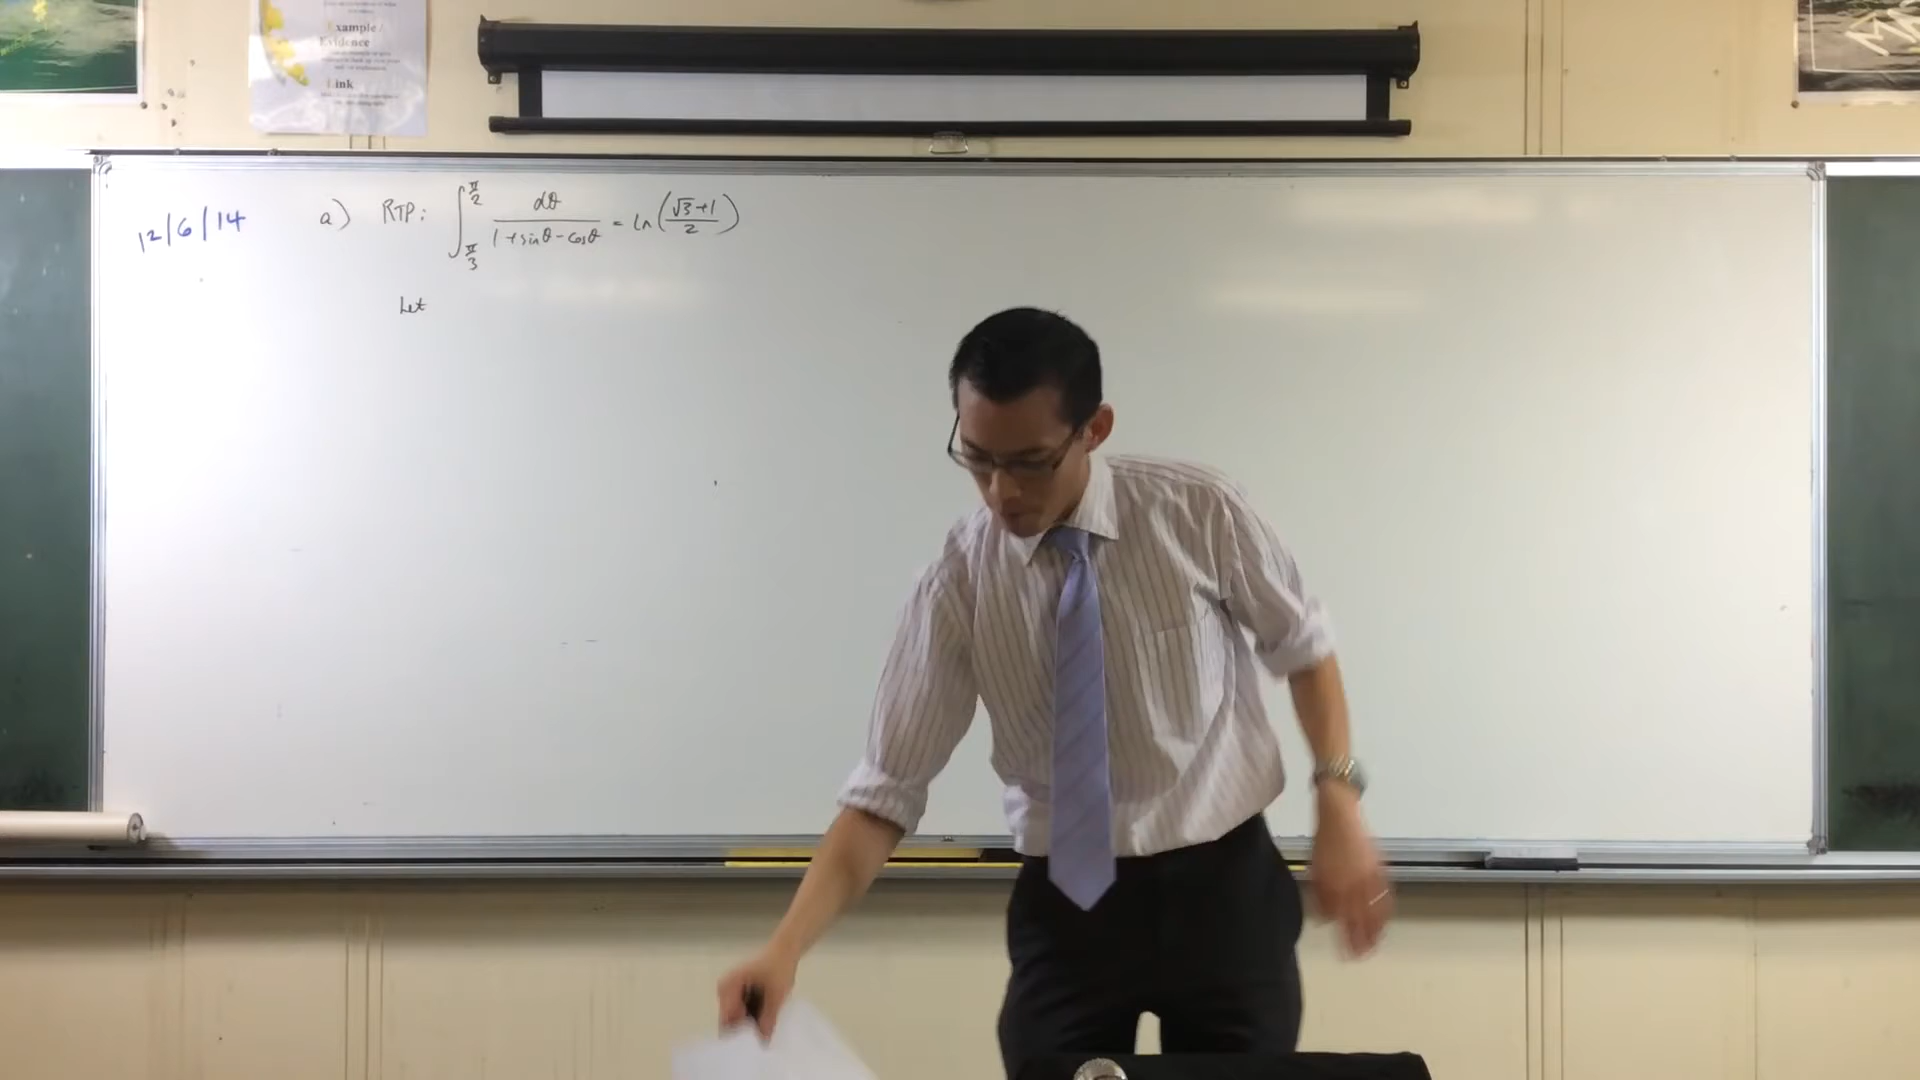 Example/
Evidence
Link
12/6/14 a) RTP: ∫_{π/3}^{π/2} dθ/(1+sinθ-cosθ) = ln((√3+1)/2)
Let